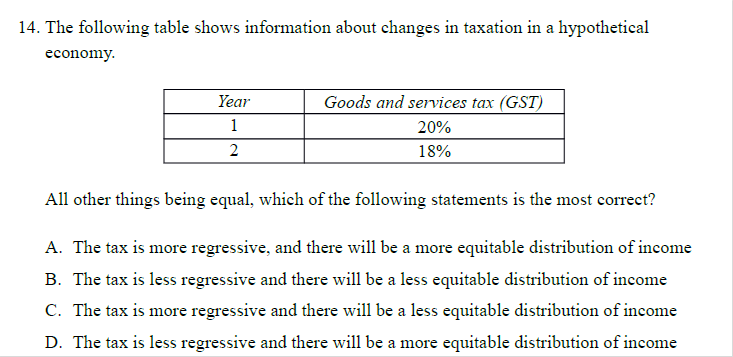 14. The following table shows information about changes in taxation in a hypothetical
economy.
Year Goods and services tax (GST)
1 20%
2 18%
All other things being equal, which of the following statements is the most correct?
A. The tax is more regressive, and there will be a more equitable distribution of income
B. The tax is less regressive and there will be a less equitable distribution of income
C. The tax is more regressive and there will be a less equitable distribution of income
D. The tax is less regressive and there will be a more equitable distribution of income